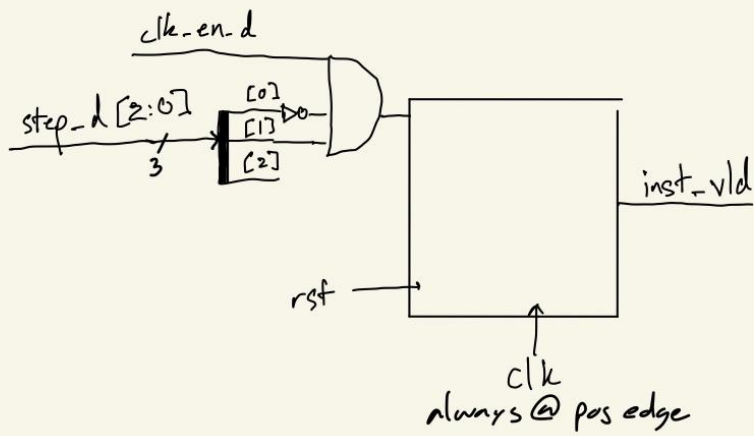 clk_en_d
step_d [2:0]
3
[0]
[1]
[2]
inst_vld
rst
clk
always @ pos edge